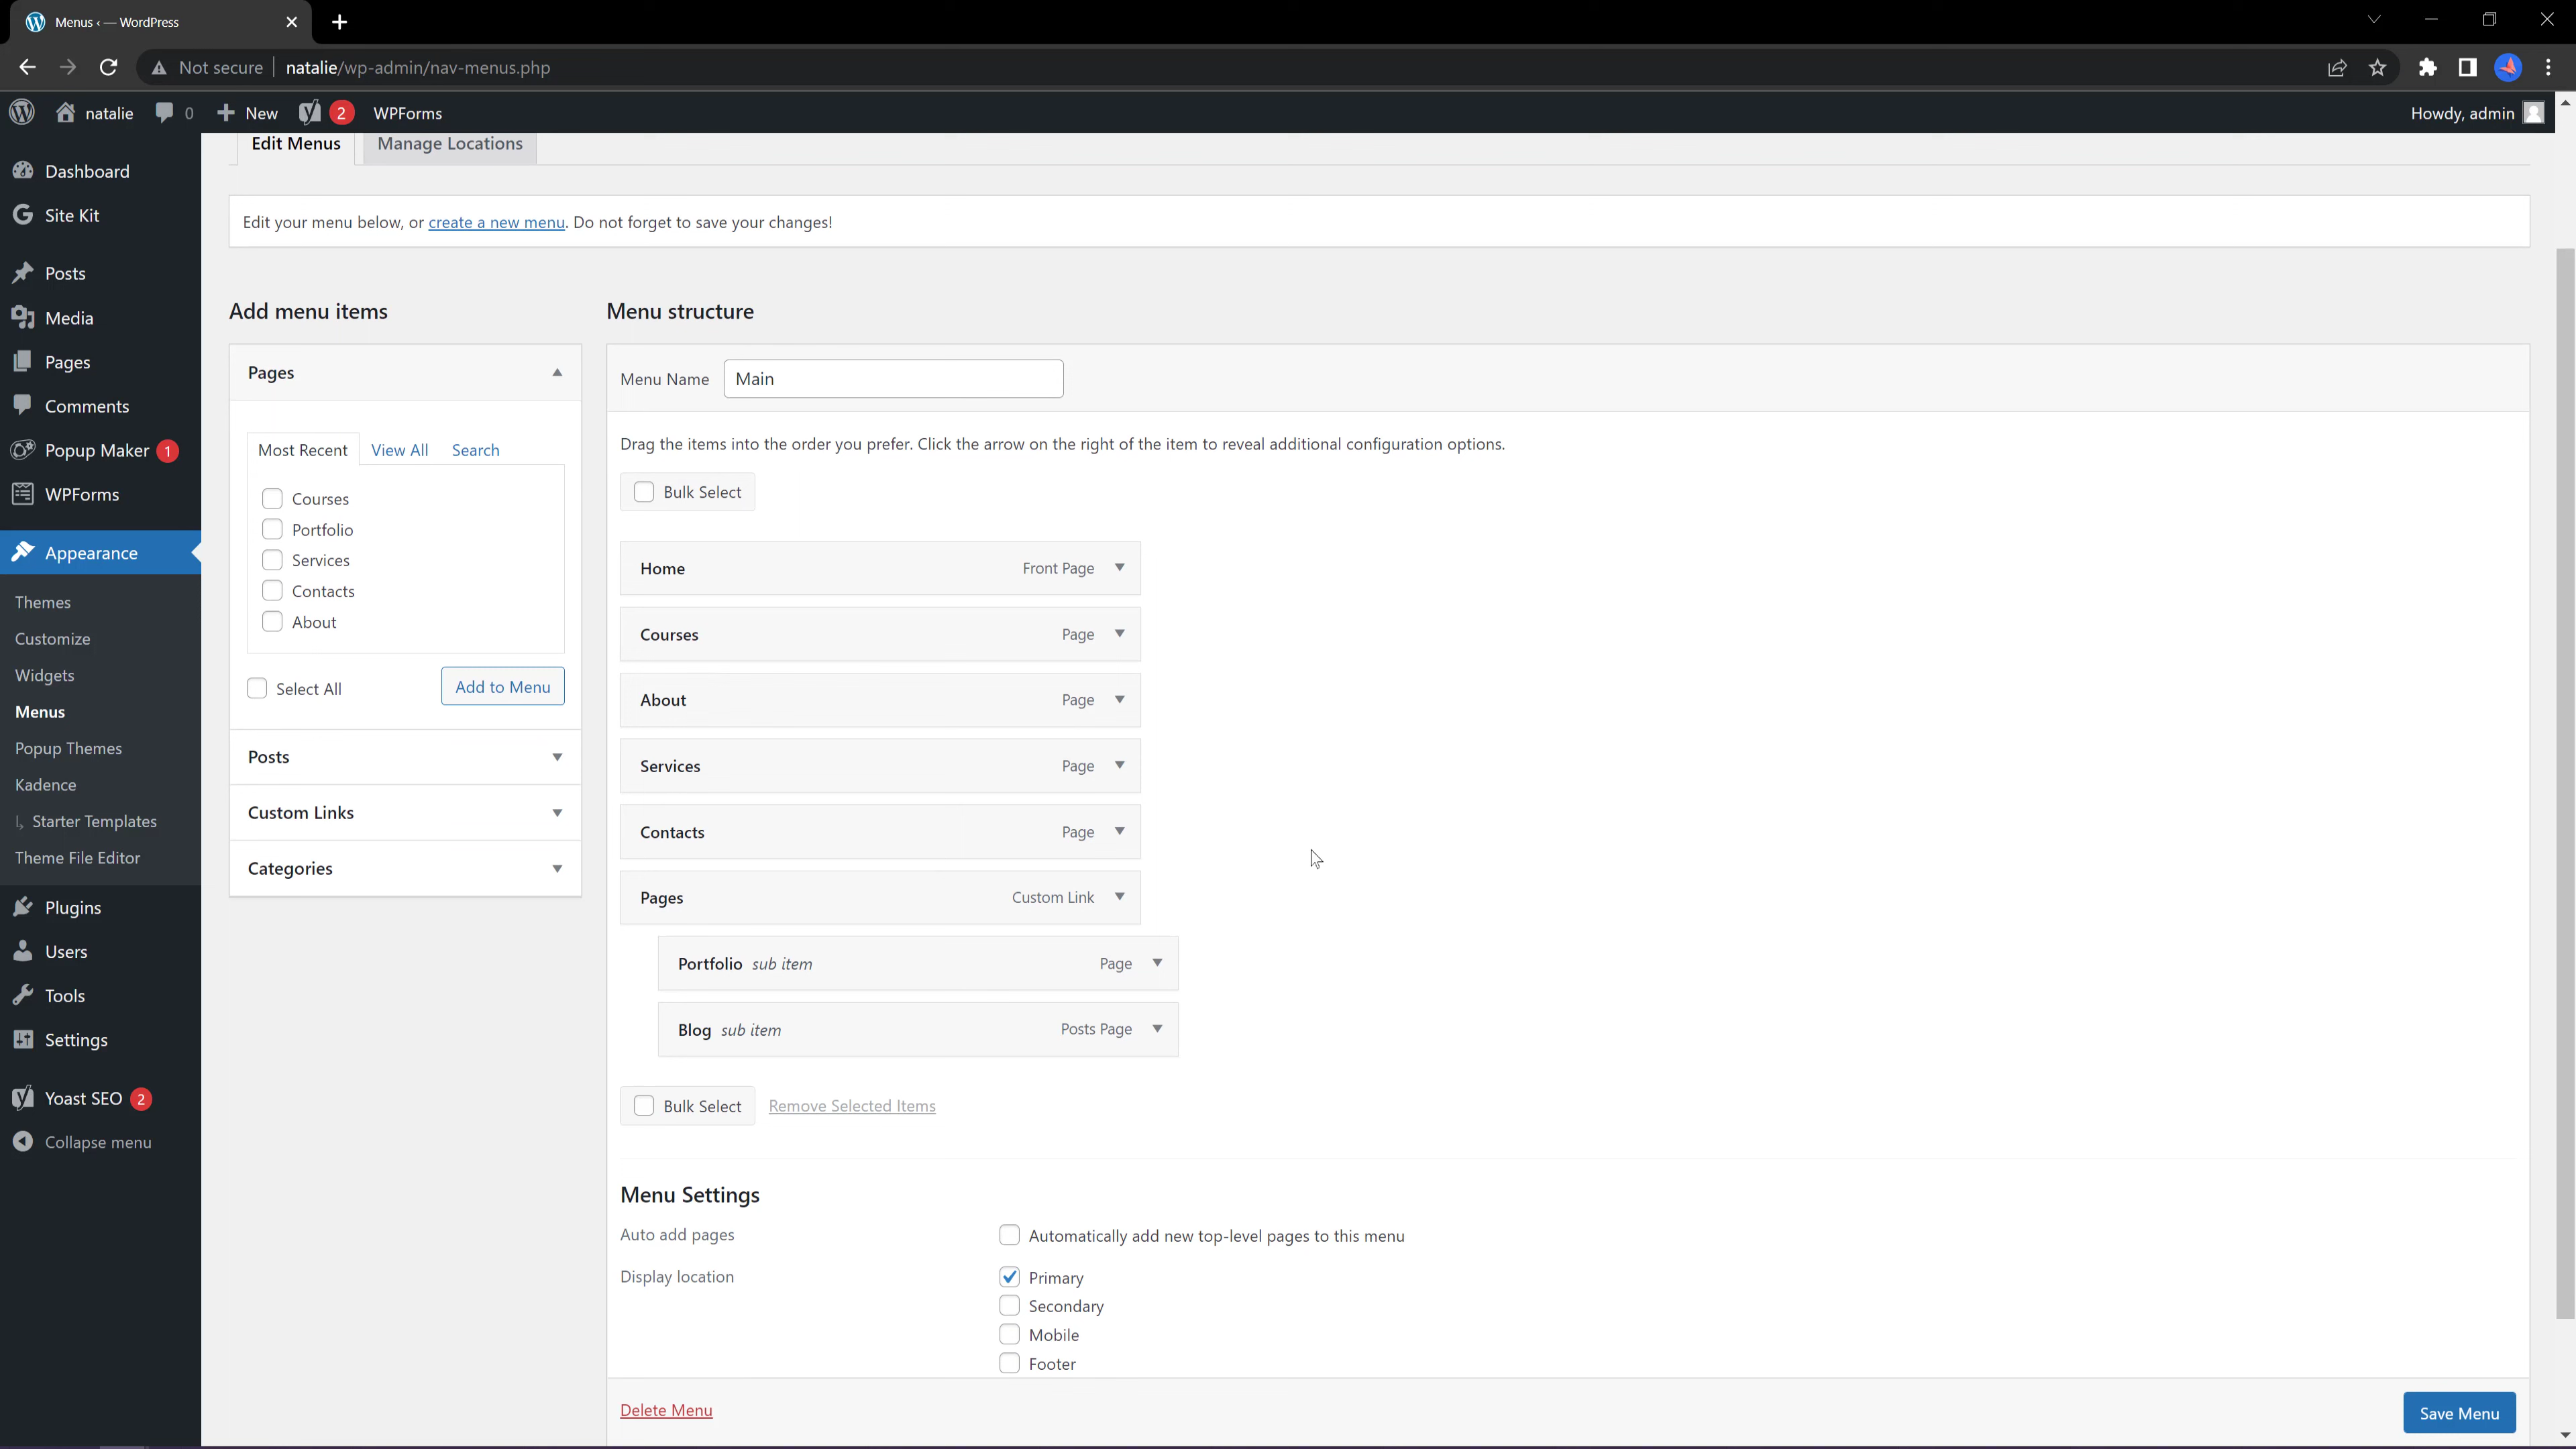 Menus ‹ — WordPress
Not secure natalie/wp-admin/nav-menus.php
natalie 0 New 2 WPForms Howdy, admin
Dashboard
Site Kit
Posts
Media
Pages
Comments
Popup Maker 1
WPForms
Appearance
Themes
Customize
Widgets
Menus
Popup Themes
Kadence
Starter Templates
Theme File Editor
Plugins
Users
Tools
Settings
Yoast SEO 2
Collapse menu
Edit Menus Manage Locations
Edit your menu below, or create a new menu. Do not forget to save your changes!
Add menu items
Pages
Most Recent View All Search
Courses
Portfolio
Services
Contacts
About
Select All Add to Menu
Posts
Custom Links
Categories
Menu structure
Menu Name Main
Drag the items into the order you prefer. Click the arrow on the right of the item to reveal additional configuration options.
Bulk Select
Home Front Page
Courses Page
About Page
Services Page
Contacts Page
Pages Custom Link
Portfolio sub item Page
Blog sub item Posts Page
Bulk Select Remove Selected Items
Menu Settings
Auto add pages Automatically add new top-level pages to this menu
Display location Primary
Secondary
Mobile
Footer
Delete Menu Save Menu